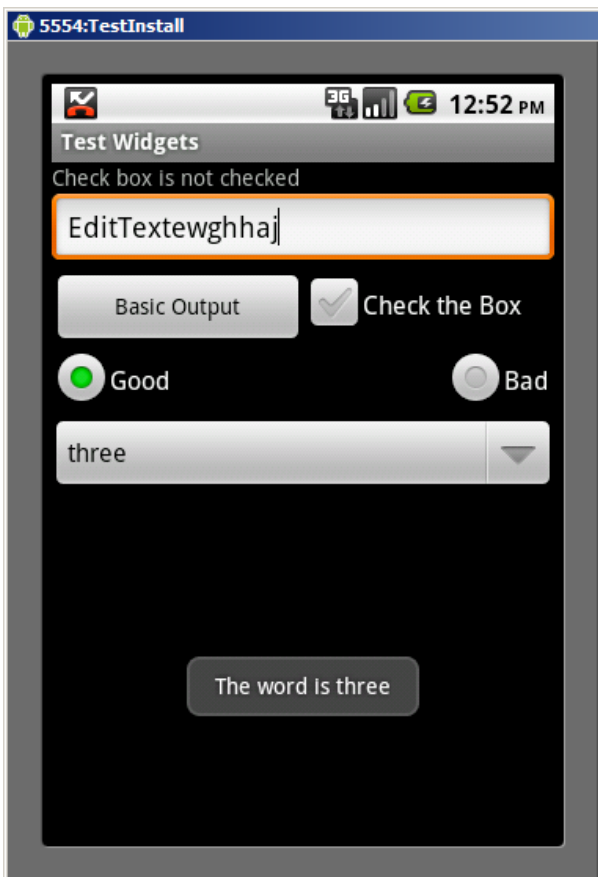 5554:TestInstall
3G 12:52 PM
Test Widgets
Check box is not checked
EditTextewghhaj
Basic Output Check the Box
Good Bad
three
The word is three